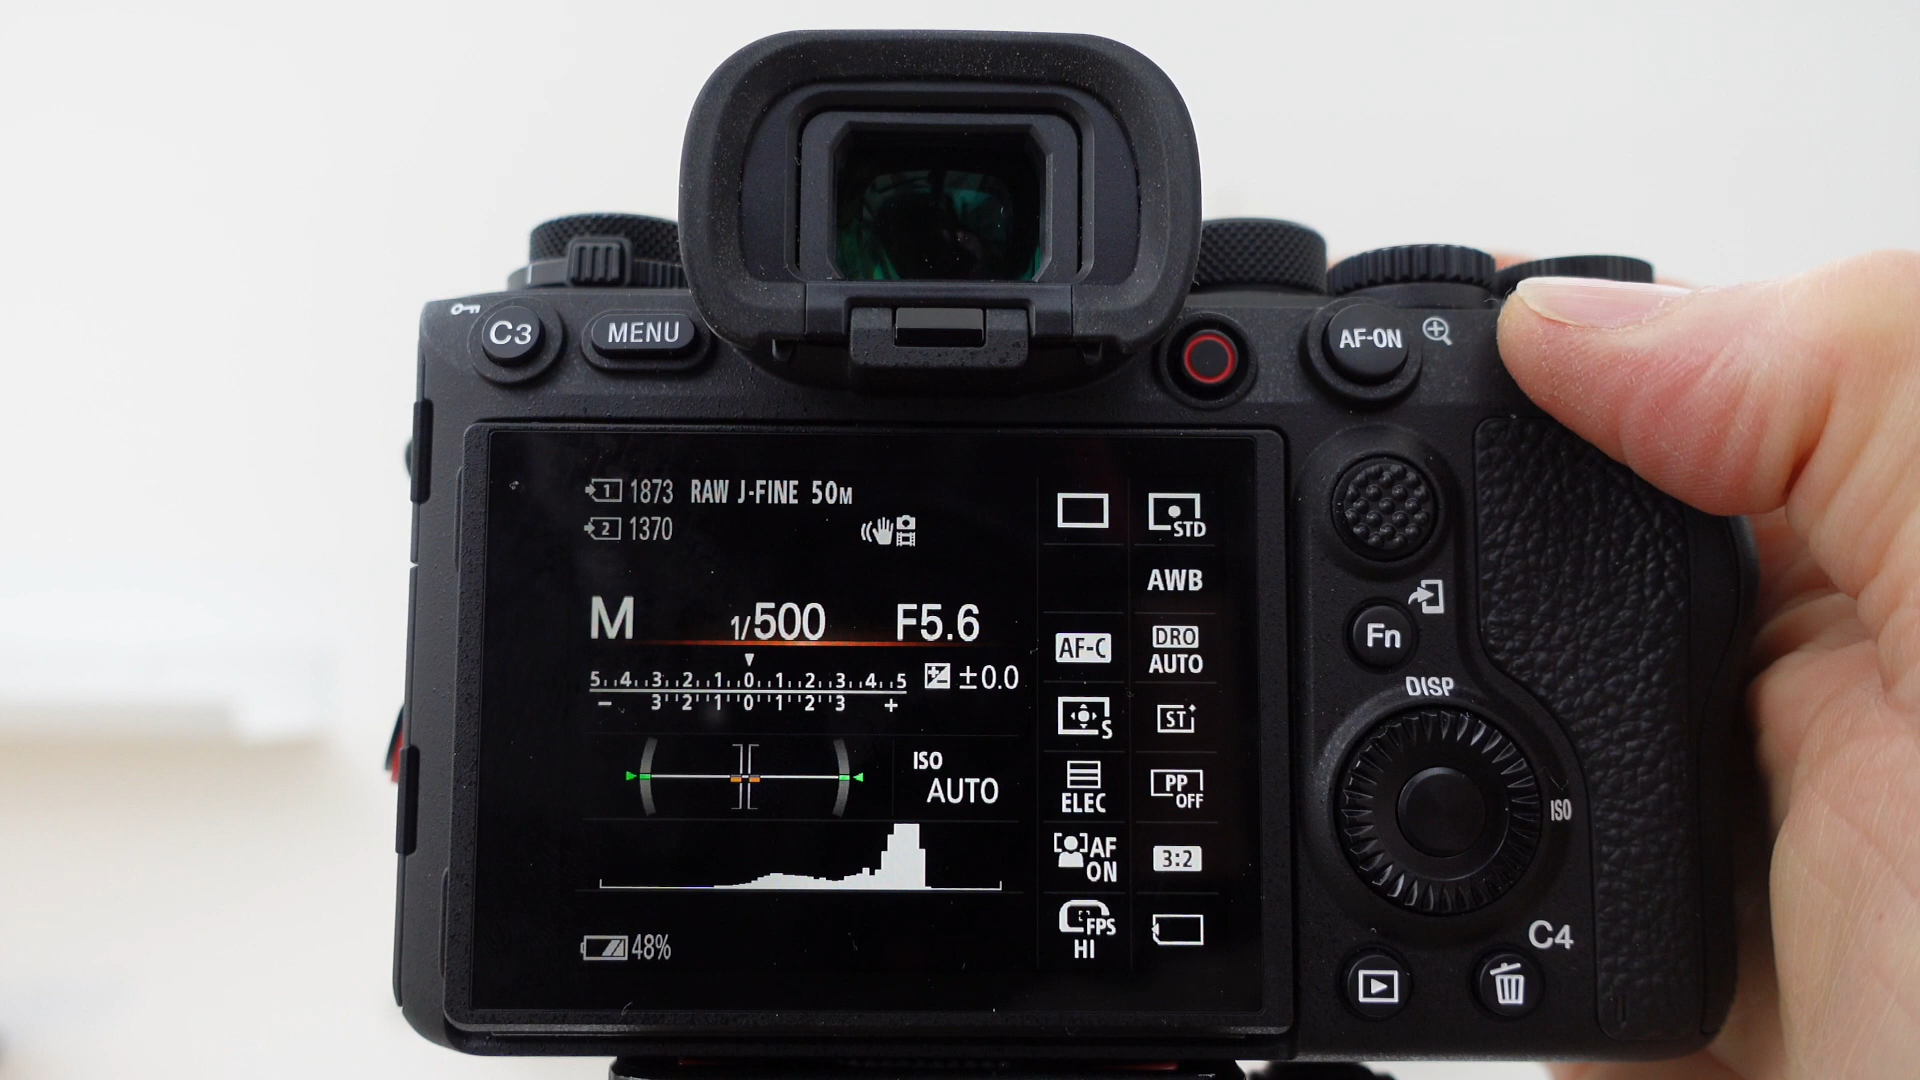 C3
MENU
AF-ON
1 1873 RAW J-FINE 50M
2 1370
M 1/500 F5.6
5 4 3 2 1 0 1 2 3 4 5
±0.0
− 3 2 1 0 1 2 3 +
ISO
AUTO
48%
STD
AWB
AF-C
DRO
AUTO
S
ST
ELEC
PP
OFF
AF
ON
3:2
FPS
HI
Fn
DISP
ISO
C4